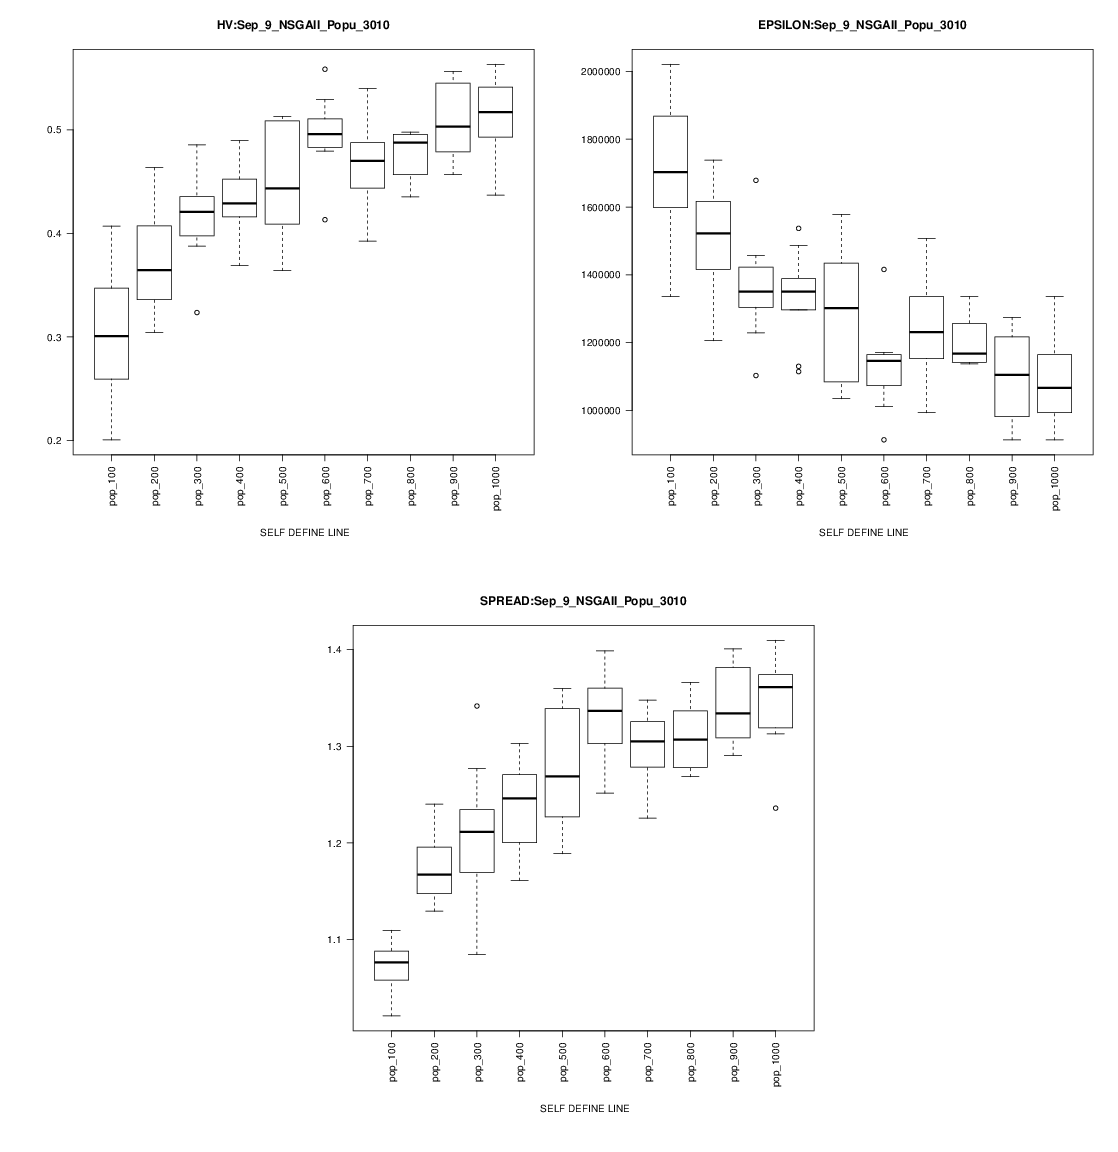 HV:Sep_9_NSGAII_Popu_3010
0.5
0.4
0.3
0.2
pop_100
pop_200
pop_300
pop_400
pop_500
pop_600
pop_700
pop_800
pop_900
pop_1000
SELF DEFINE LINE
EPSILON:Sep_9_NSGAII_Popu_3010
2000000
1800000
1600000
1400000
1200000
1000000
pop_100
pop_200
pop_300
pop_400
pop_500
pop_600
pop_700
pop_800
pop_900
pop_1000
SELF DEFINE LINE
SPREAD:Sep_9_NSGAII_Popu_3010
1.4
1.3
1.2
1.1
pop_100
pop_200
pop_300
pop_400
pop_500
pop_600
pop_700
pop_800
pop_900
pop_1000
SELF DEFINE LINE